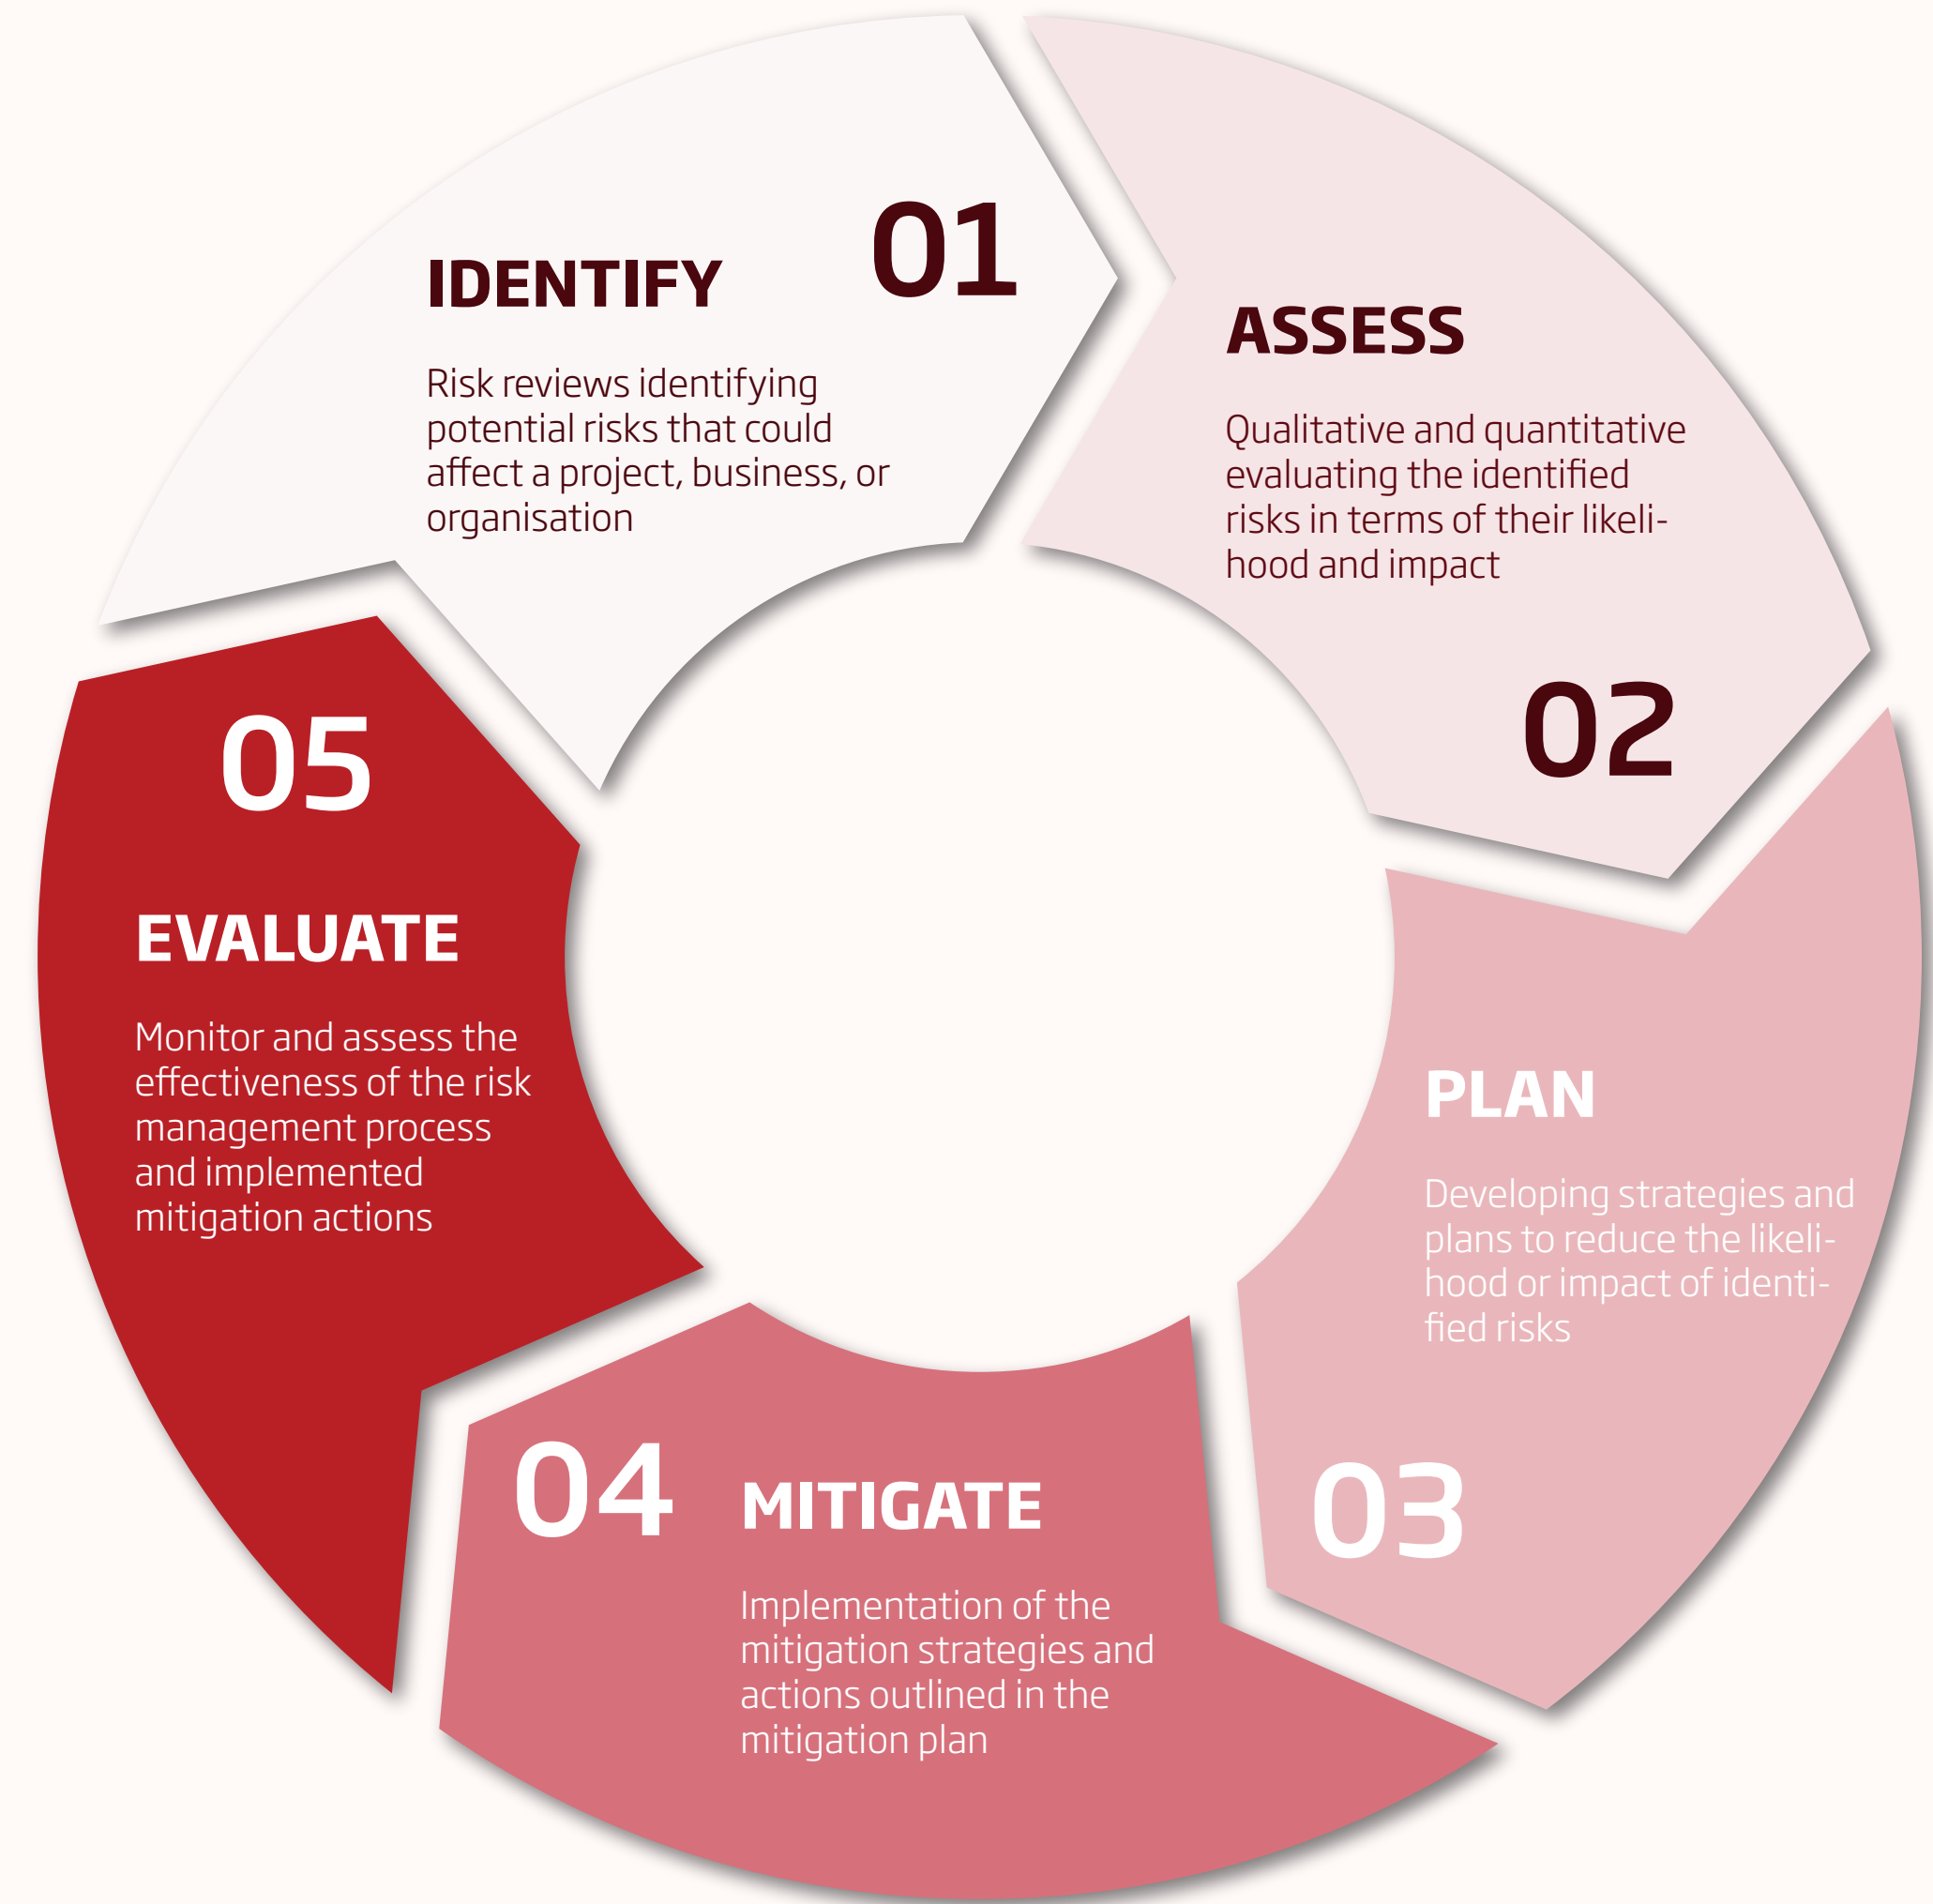 01
IDENTIFY
Risk reviews identifying
potential risks that could
affect a project, business, or
organisation
ASSESS
Qualitative and quantitative
evaluating the identified
risks in terms of their likeli-
hood and impact
02
PLAN
Developing strategies and
plans to reduce the likeli-
hood or impact of identi-
fied risks
03
04
MITIGATE
Implementation of the
mitigation strategies and
actions outlined in the
mitigation plan
05
EVALUATE
Monitor and assess the
effectiveness of the risk
management process
and implemented
mitigation actions